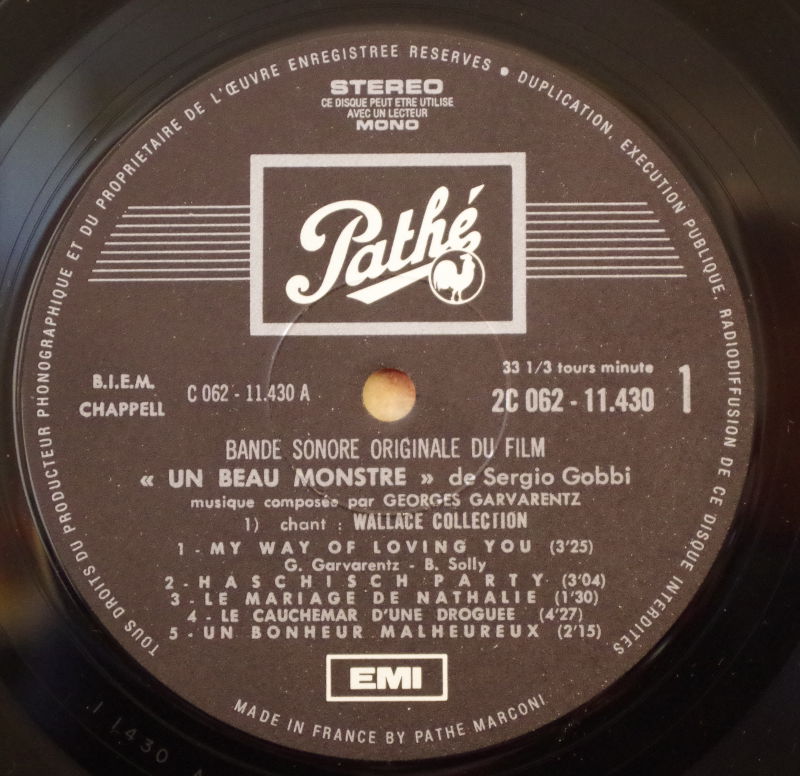 TOUS DROITS DU PRODUCTEUR PHONOGRAPHIQUE ET DU PROPRIETAIRE DE L'ŒUVRE ENREGISTREE RESERVES • DUPLICATION, EXECUTION PUBLIQUE, RADIODIFFUSION DE CE DISQUE INTERDITES
STEREO
CE DISQUE PEUT ETRE UTILISE
AVEC UN LECTEUR
MONO
Pathé
B.I.E.M.
CHAPPELL
C 062 - 11.430 A
33 1/3 tours minute
2C 062 - 11.430
1
BANDE SONORE ORIGINALE DU FILM
« UN BEAU MONSTRE » de Sergio Gobbi
musique composée par GEORGES GARVARENTZ
1) chant : WALLACE COLLECTION
1 - MY WAY OF LOVING YOU (3'25)
G. Garvarentz - B. Solly
2 - HASCHISCH PARTY (3'04)
3 - LE MARIAGE DE NATHALIE (1'30)
4 - LE CAUCHEMAR D'UNE DROGUEE (4'27)
5 - UN BONHEUR MALHEUREUX (2'15)
EMI
MADE IN FRANCE BY PATHE MARCONI
11430 A